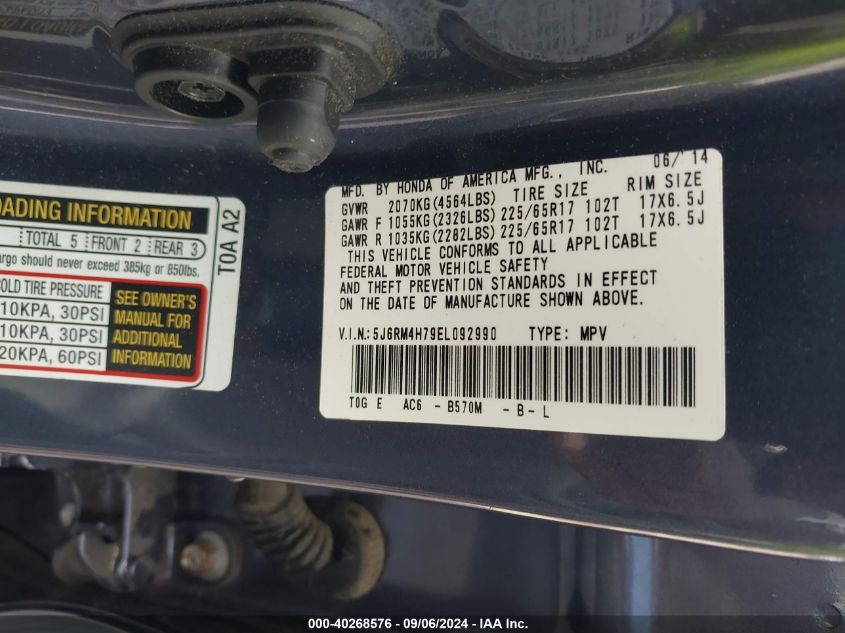 OADING INFORMATION
TOTAL 5 FRONT 2 REAR 3
argo should never exceed 385kg or 850lbs.
OLD TIRE PRESSURE
10KPA, 30PSI
10KPA, 30PSI
20KPA, 60PSI
SEE OWNER'S
MANUAL FOR
ADDITIONAL
INFORMATION
TOA A2
MFD. BY HONDA OF AMERICA MFG., INC. 06/'14
GVWR 2070KG(4564LBS) TIRE SIZE RIM SIZE
GAWR F 1055KG(2326LBS) 225/65R17 102T 17X6.5J
GAWR R 1035KG(2282LBS) 225/65R17 102T 17X6.5J
THIS VEHICLE CONFORMS TO ALL APPLICABLE
FEDERAL MOTOR VEHICLE SAFETY
AND THEFT PREVENTION STANDARDS IN EFFECT
ON THE DATE OF MANUFACTURE SHOWN ABOVE.
V.I.N.:5J6RM4H79EL092990 TYPE: MPV
TOG E AC6 - B570M - B - L
000-40268576 - 09/06/2024 - IAA Inc.